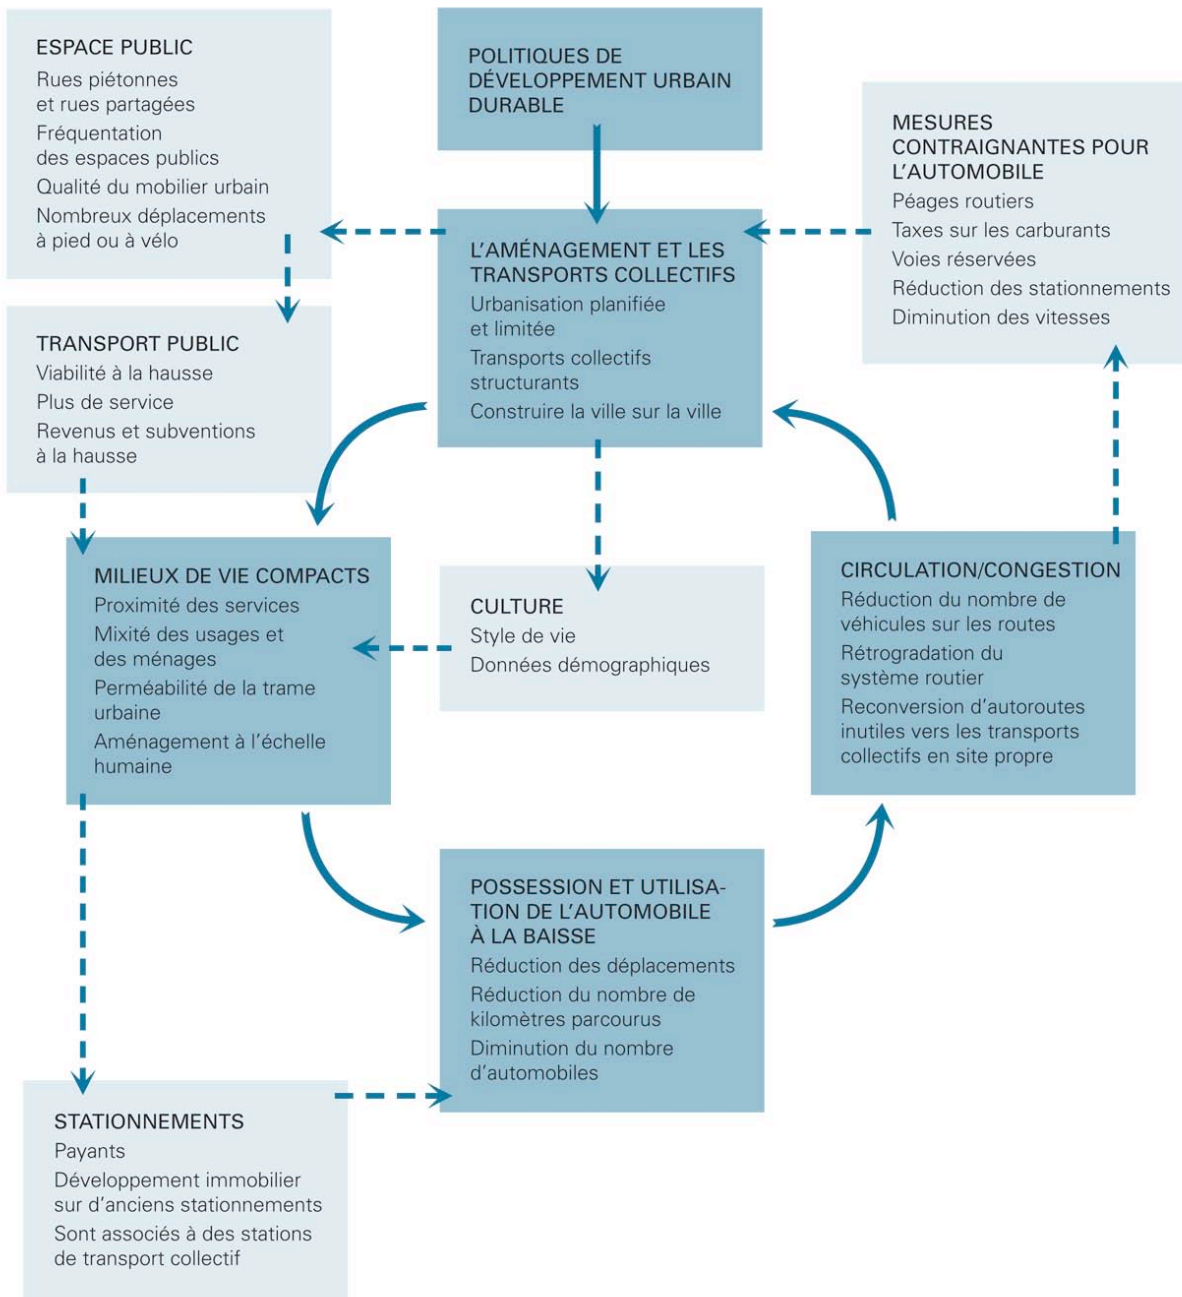 ESPACE PUBLIC
Rues piétonnes
et rues partagées
Fréquentation
des espaces publics
Qualité du mobilier urbain
Nombreux déplacements
à pied ou à vélo
POLITIQUES DE
DÉVELOPPEMENT URBAIN
DURABLE
MESURES
CONTRAIGNANTES POUR
L’AUTOMOBILE
Péages routiers
Taxes sur les carburants
Voies réservées
Réduction des stationnements
Diminution des vitesses
L’AMÉNAGEMENT ET LES
TRANSPORTS COLLECTIFS
Urbanisation planifiée
et limitée
Transports collectifs
structurants
Construire la ville sur la ville
TRANSPORT PUBLIC
Viabilité à la hausse
Plus de service
Revenus et subventions
à la hausse
MILIEUX DE VIE COMPACTS
Proximité des services
Mixité des usages et
des ménages
Perméabilité de la trame
urbaine
Aménagement à l’échelle
humaine
CULTURE
Style de vie
Données démographiques
CIRCULATION/CONGESTION
Réduction du nombre de
véhicules sur les routes
Rétrogradation du
système routier
Reconversion d’autoroutes
inutiles vers les transports
collectifs en site propre
POSSESSION ET UTILISA-
TION DE L’AUTOMOBILE
À LA BAISSE
Réduction des déplacements
Réduction du nombre de
kilomètres parcourus
Diminution du nombre
d’automobiles
STATIONNEMENTS
Payants
Développement immobilier
sur d’anciens stationnements
Sont associés à des stations
de transport collectif